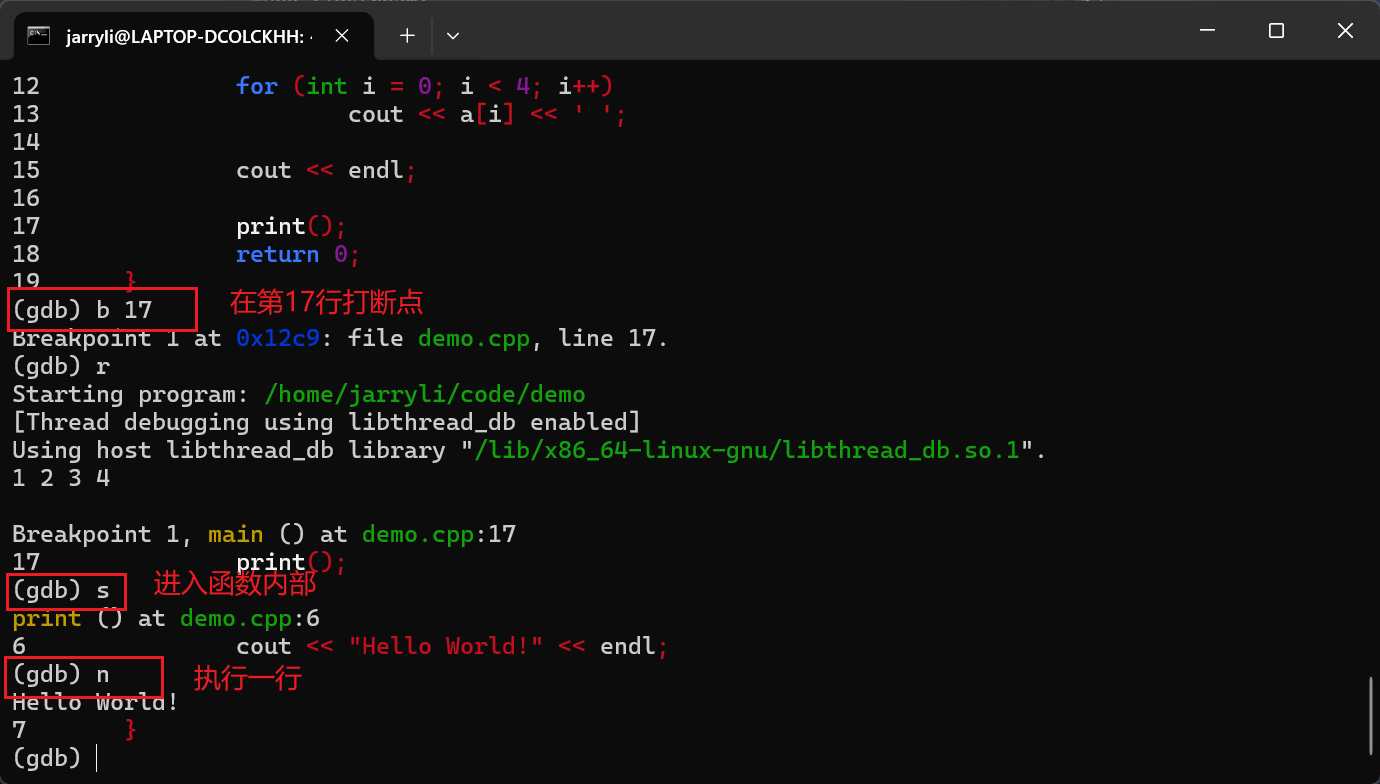 jarryli@LAPTOP-DCOLCKHH: 
12 for (int i = 0; i < 4; i++)
13 cout << a[i] << ' ';
14
15 cout << endl;
16
17 print();
18 return 0;
19 }
(gdb) b 17 在第17行打断点
Breakpoint 1 at 0x12c9: file demo.cpp, line 17.
(gdb) r
Starting program: /home/jarryli/code/demo
[Thread debugging using libthread_db enabled]
Using host libthread_db library "/lib/x86_64-linux-gnu/libthread_db.so.1".
1 2 3 4
Breakpoint 1, main () at demo.cpp:17
17 print();
(gdb) s 进入函数内部
print () at demo.cpp:6
6 cout << "Hello World!" << endl;
(gdb) n 执行一行
Hello World!
7 }
(gdb)